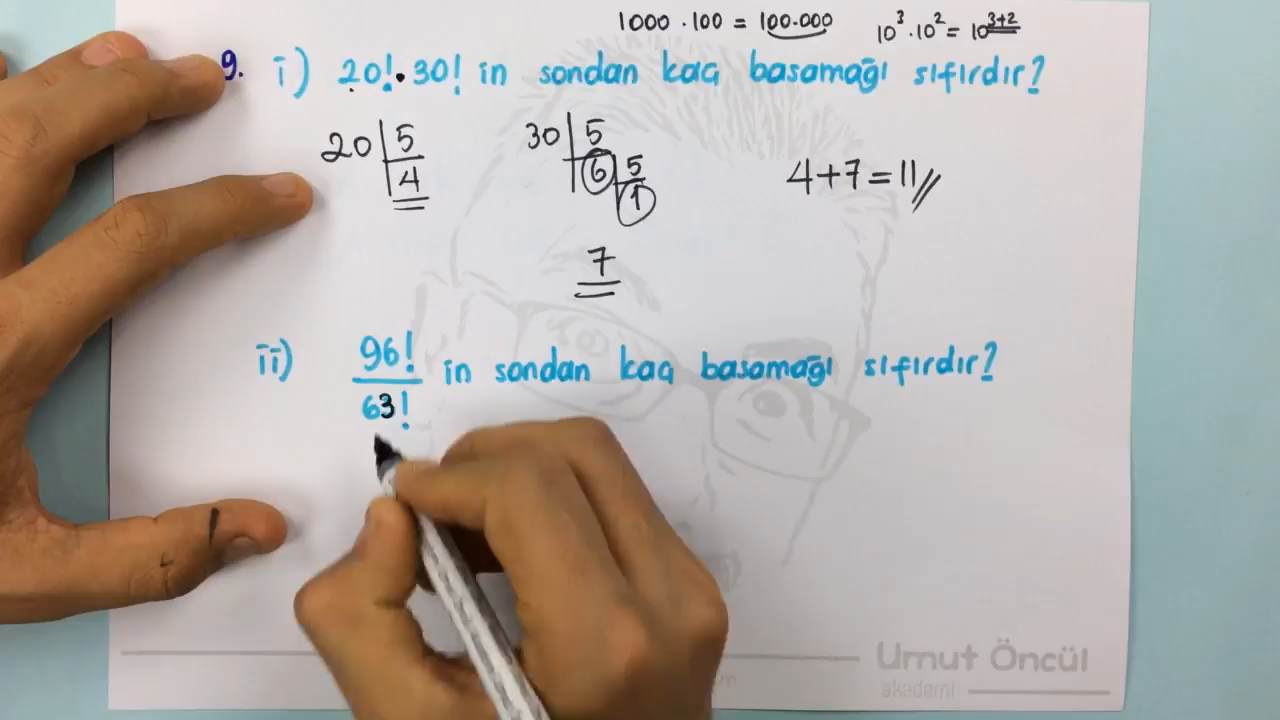 1000 · 100 = 100.000 10³ · 10² = 10³⁺²
9. i) 20! · 30! in sondan kaç basamağı sıfırdır?
20 | 5 30 | 5
4 6 | 5 4+7=11
1
7
ii) 96! in sondan kaç basamağı sıfırdır?
63!
Umut Öncül
akademi